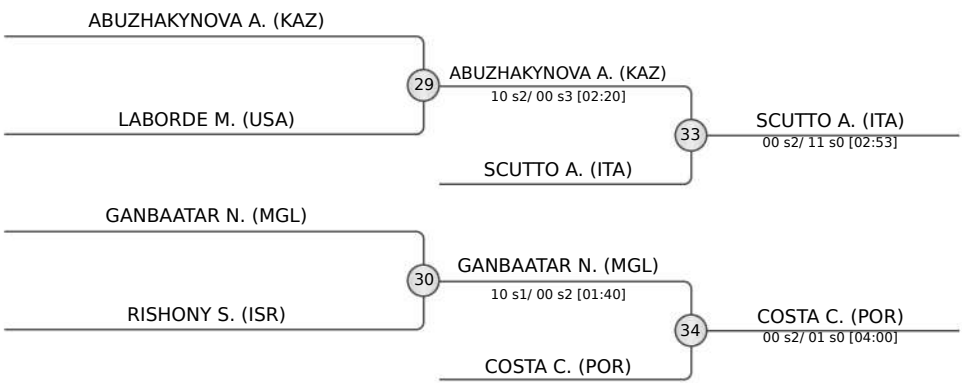 ABUZHAKYNOVA A. (KAZ)
29
ABUZHAKYNOVA A. (KAZ)
10 s2/ 00 s3 [02:20]
LABORDE M. (USA)
33
SCUTTO A. (ITA)
00 s2/ 11 s0 [02:53]
SCUTTO A. (ITA)
GANBAATAR N. (MGL)
30
GANBAATAR N. (MGL)
10 s1/ 00 s2 [01:40]
RISHONY S. (ISR)
34
COSTA C. (POR)
00 s2/ 01 s0 [04:00]
COSTA C. (POR)